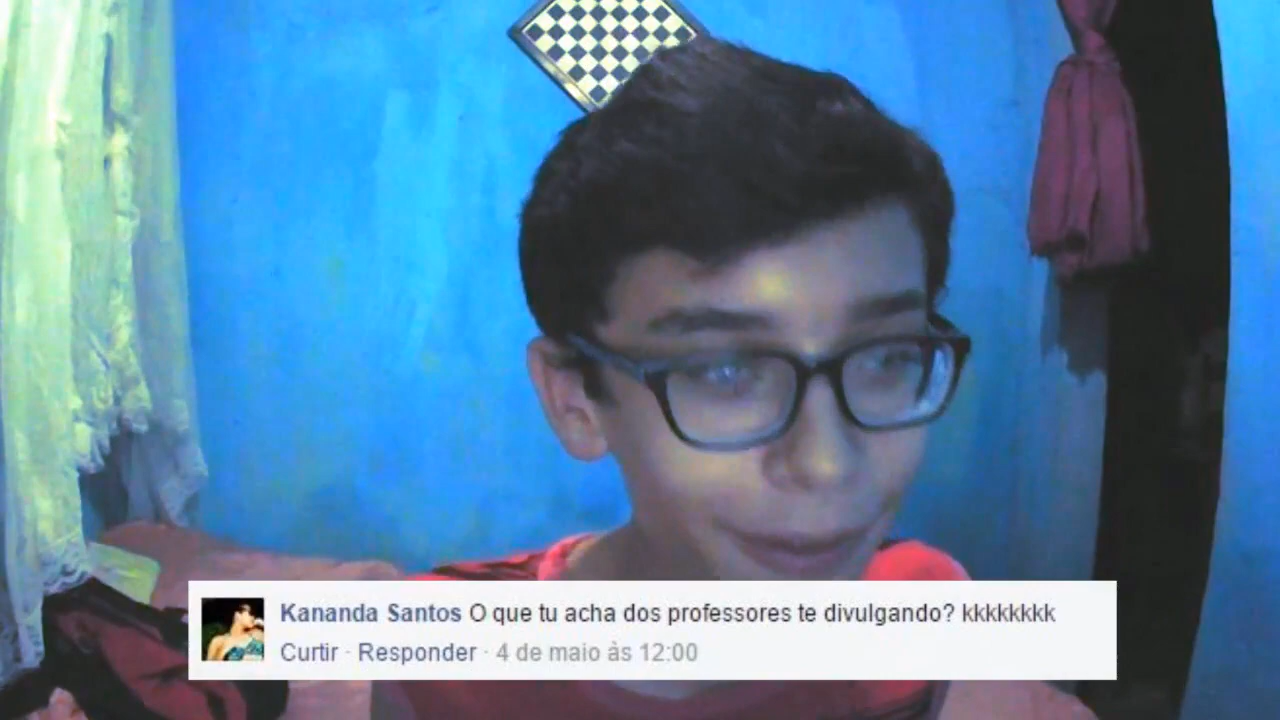 Kananda Santos O que tu acha dos professores te divulgando? kkkkkkkk
Curtir · Responder · 4 de maio às 12:00